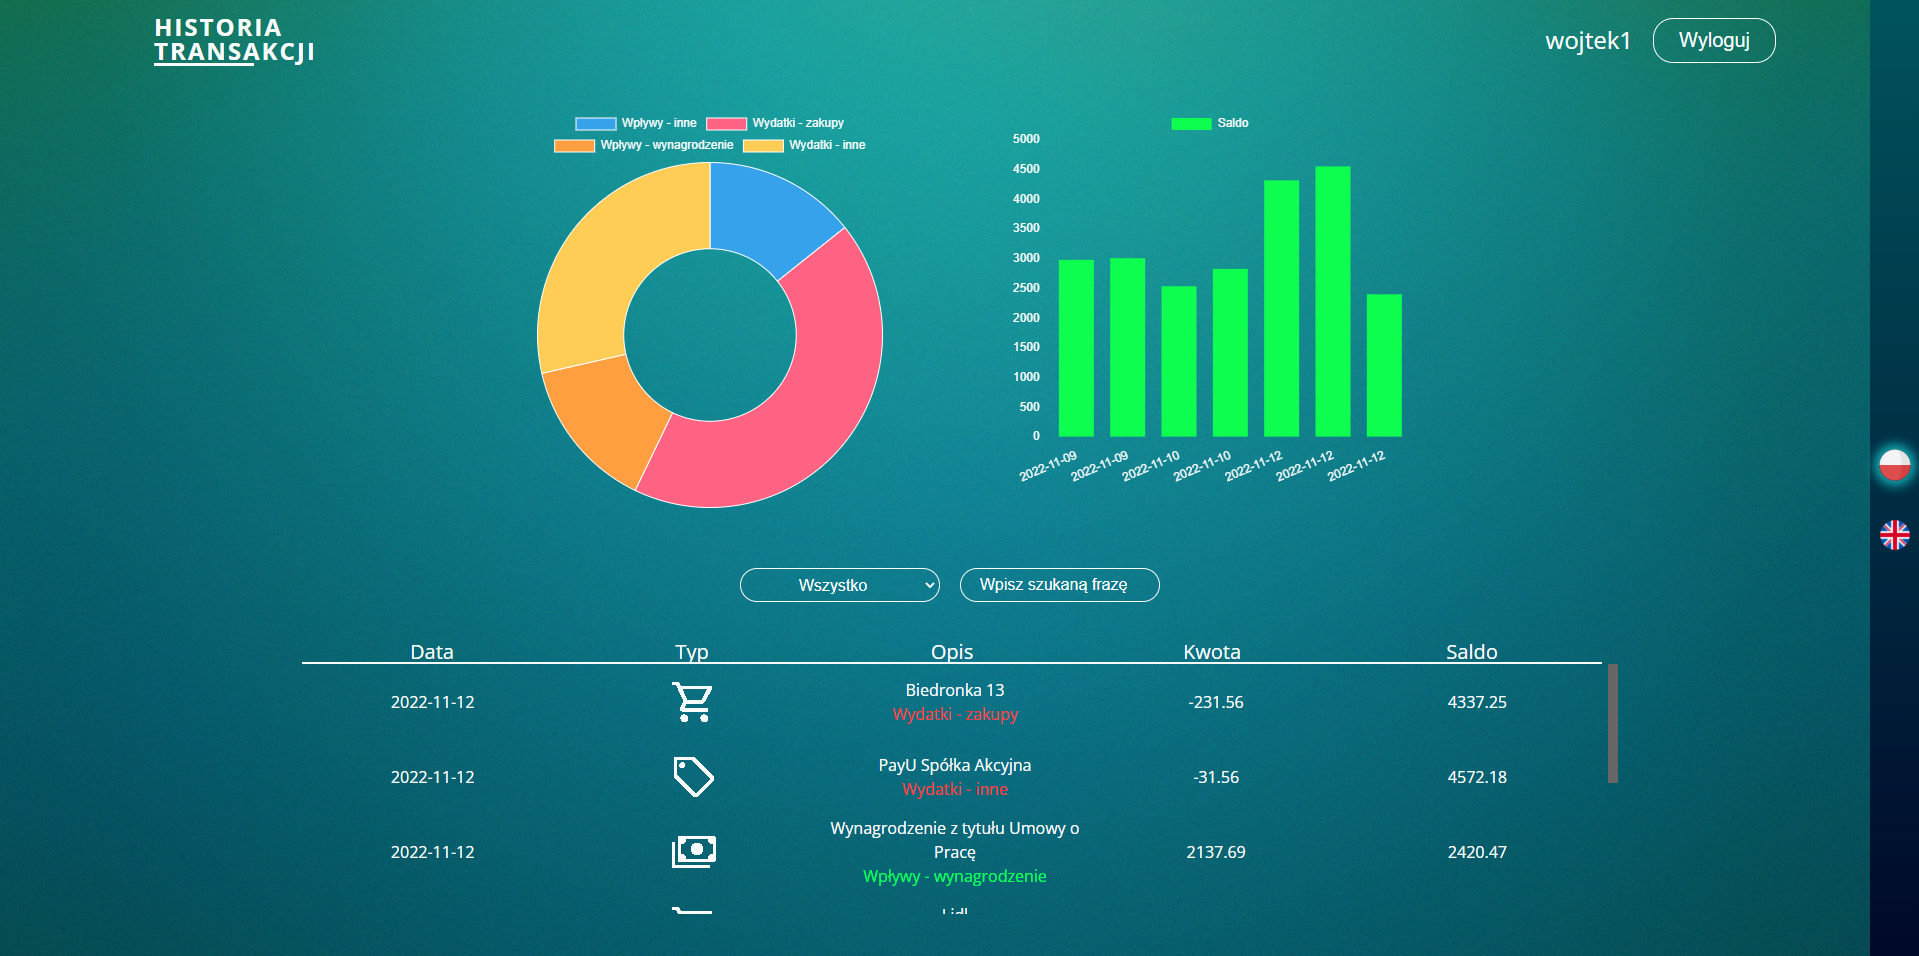 HISTORIA
TRANSAKCJI
wojtek1
Wyloguj
Wpływy - inne
Wydatki - zakupy
Wpływy - wynagrodzenie
Wydatki - inne
Saldo
5000
4500
4000
3500
3000
2500
2000
1500
1000
500
0
2022-11-09
2022-11-09
2022-11-10
2022-11-10
2022-11-12
2022-11-12
2022-11-12
Wszystko
Wpisz szukaną frazę
Data Typ Opis Kwota Saldo
2022-11-12
Biedronka 13
Wydatki - zakupy
-231.56
4337.25
2022-11-12
PayU Spółka Akcyjna
Wydatki - inne
-31.56
4572.18
2022-11-12
Wynagrodzenie z tytułu Umowy o
Pracę
Wpływy - wynagrodzenie
2137.69
2420.47